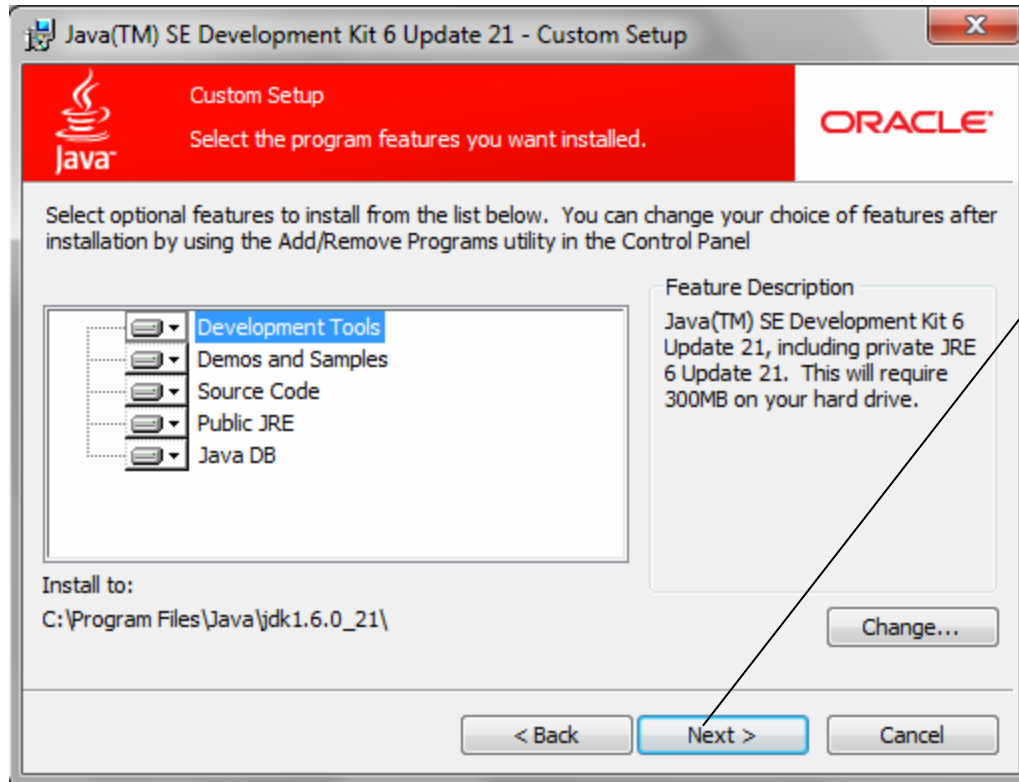 Java(TM) SE Development Kit 6 Update 21 - Custom Setup
Custom Setup
Select the program features you want installed.
Java™
ORACLE®
Select optional features to install from the list below.  You can change your choice of features after
installation by using the Add/Remove Programs utility in the Control Panel
Development Tools
Demos and Samples
Source Code
Public JRE
Java DB
Feature Description
Java(TM) SE Development Kit 6
Update 21, including private JRE
6 Update 21.  This will require
300MB on your hard drive.
Install to:
C:\Program Files\Java\jdk1.6.0_21\
Change...
< Back
Next >
Cancel